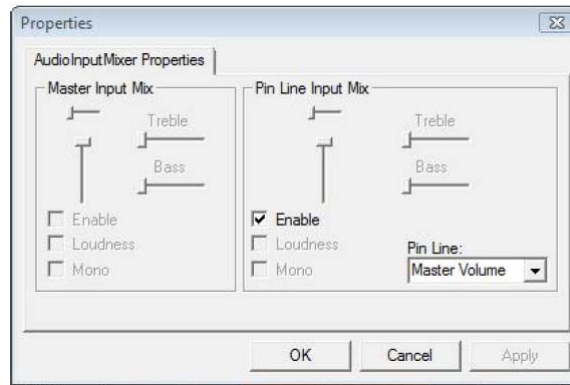 Properties
AudioInputMixer Properties
Master Input Mix
Treble
Bass
Enable
Loudness
Mono
Pin Line Input Mix
Treble
Bass
Enable
Loudness
Mono
Pin Line:
Master Volume
OK
Cancel
Apply